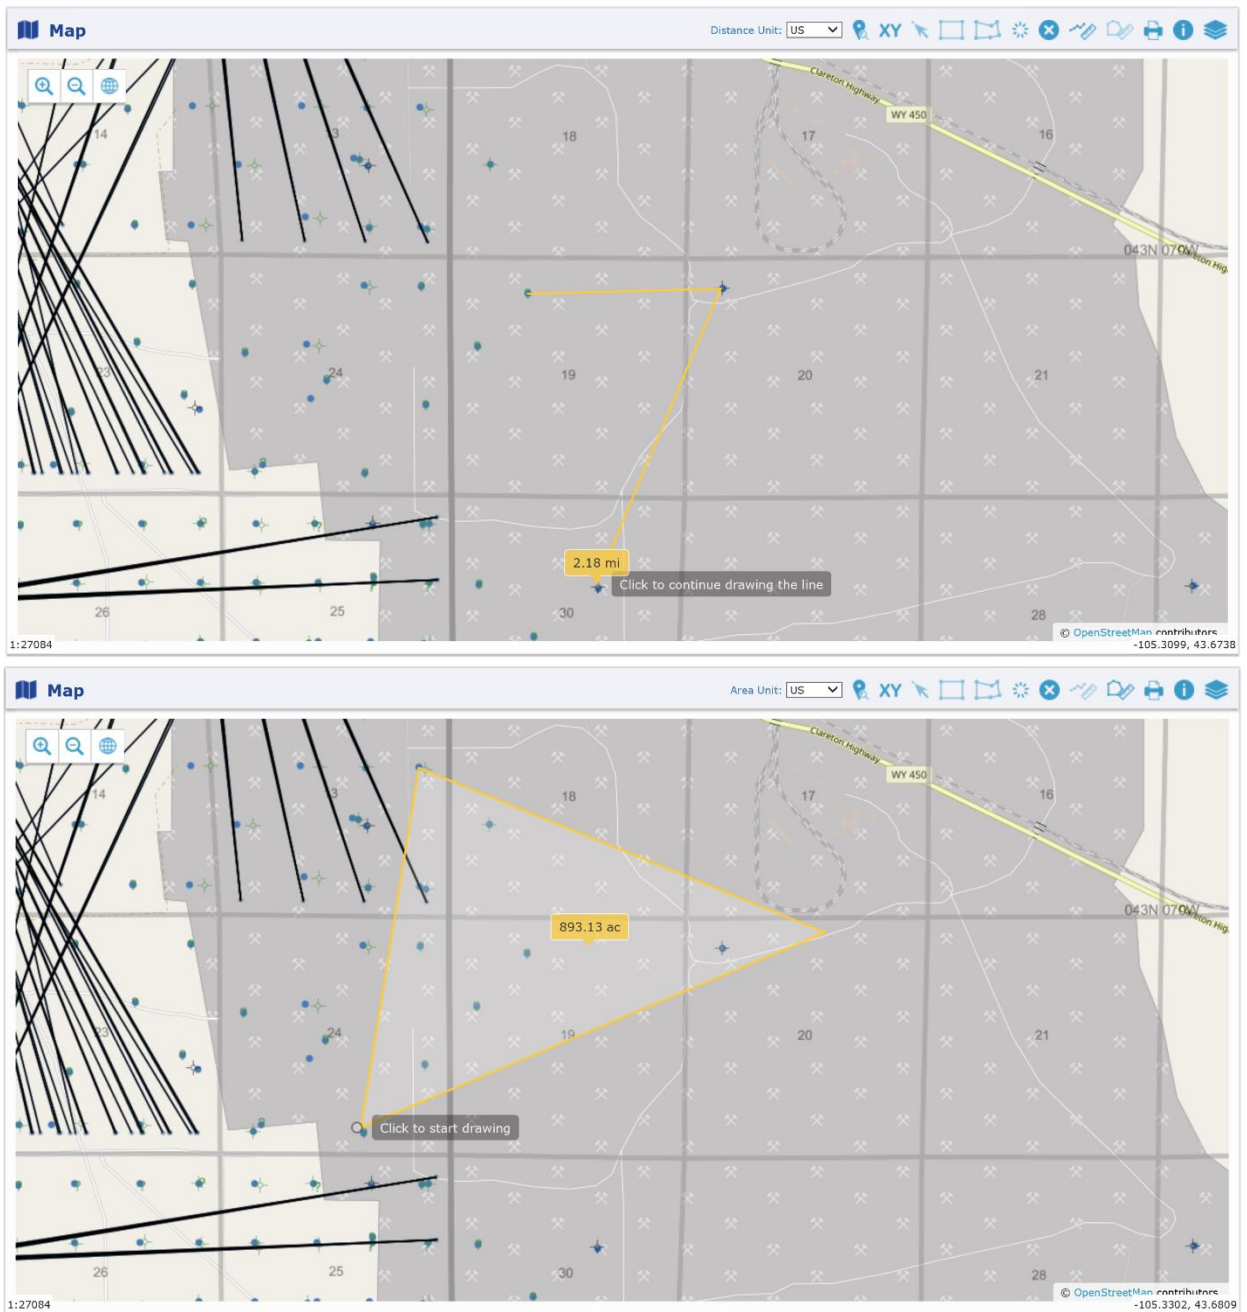 Map
Distance Unit: US
XY
14
3
18
17
16
Clareton Highway
WY 450
043N 070W
Clareton Hig
23
24
19
20
21
2.18 mi
Click to continue drawing the line
26
25
30
28
© OpenStreetMap contributors
1:27084
-105.3099, 43.6738
Map
Area Unit: US
XY
14
3
18
17
16
Clareton Highway
WY 450
043N 070W
Clareton Hig
893.13 ac
23
24
19
20
21
Click to start drawing
26
25
30
28
© OpenStreetMap contributors
1:27084
-105.3302, 43.6809